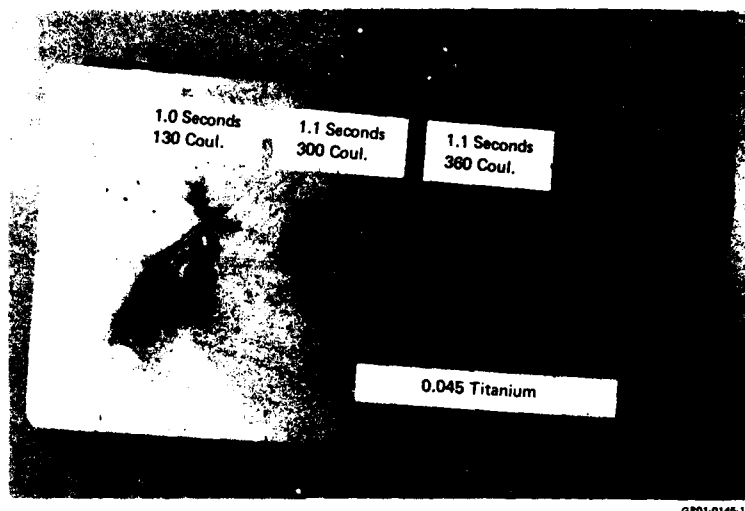 1.0 Seconds
130 Coul.
1.1 Seconds
300 Coul.
1.1 Seconds
360 Coul.
0.045 Titanium